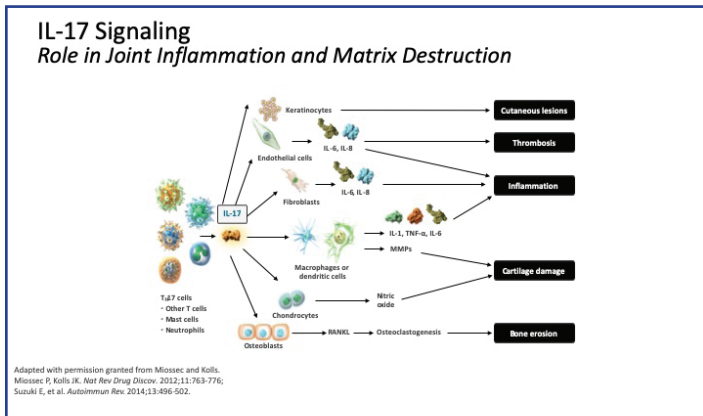 IL-17 Signaling
Role in Joint Inflammation and Matrix Destruction
Keratinocytes
Cutaneous lesions
Endothelial cells
IL-6, IL-8
Thrombosis
IL-17
Fibroblasts
IL-6, IL-8
Inflammation
IL-1, TNF-α, IL-6
MMPs
Macrophages or
dendritic cells
Cartilage damage
TH17 cells
- Other T cells
- Mast cells
- Neutrophils
Chondrocytes
Nitric
oxide
Osteoblasts
RANKL
Osteoclastogenesis
Bone erosion
Adapted with permission granted from Miossec and Kolls.
Miossec P, Kolls JK. Nat Rev Drug Discov. 2012;11:763-776;
Suzuki E, et al. Autoimmun Rev. 2014;13:496-502.